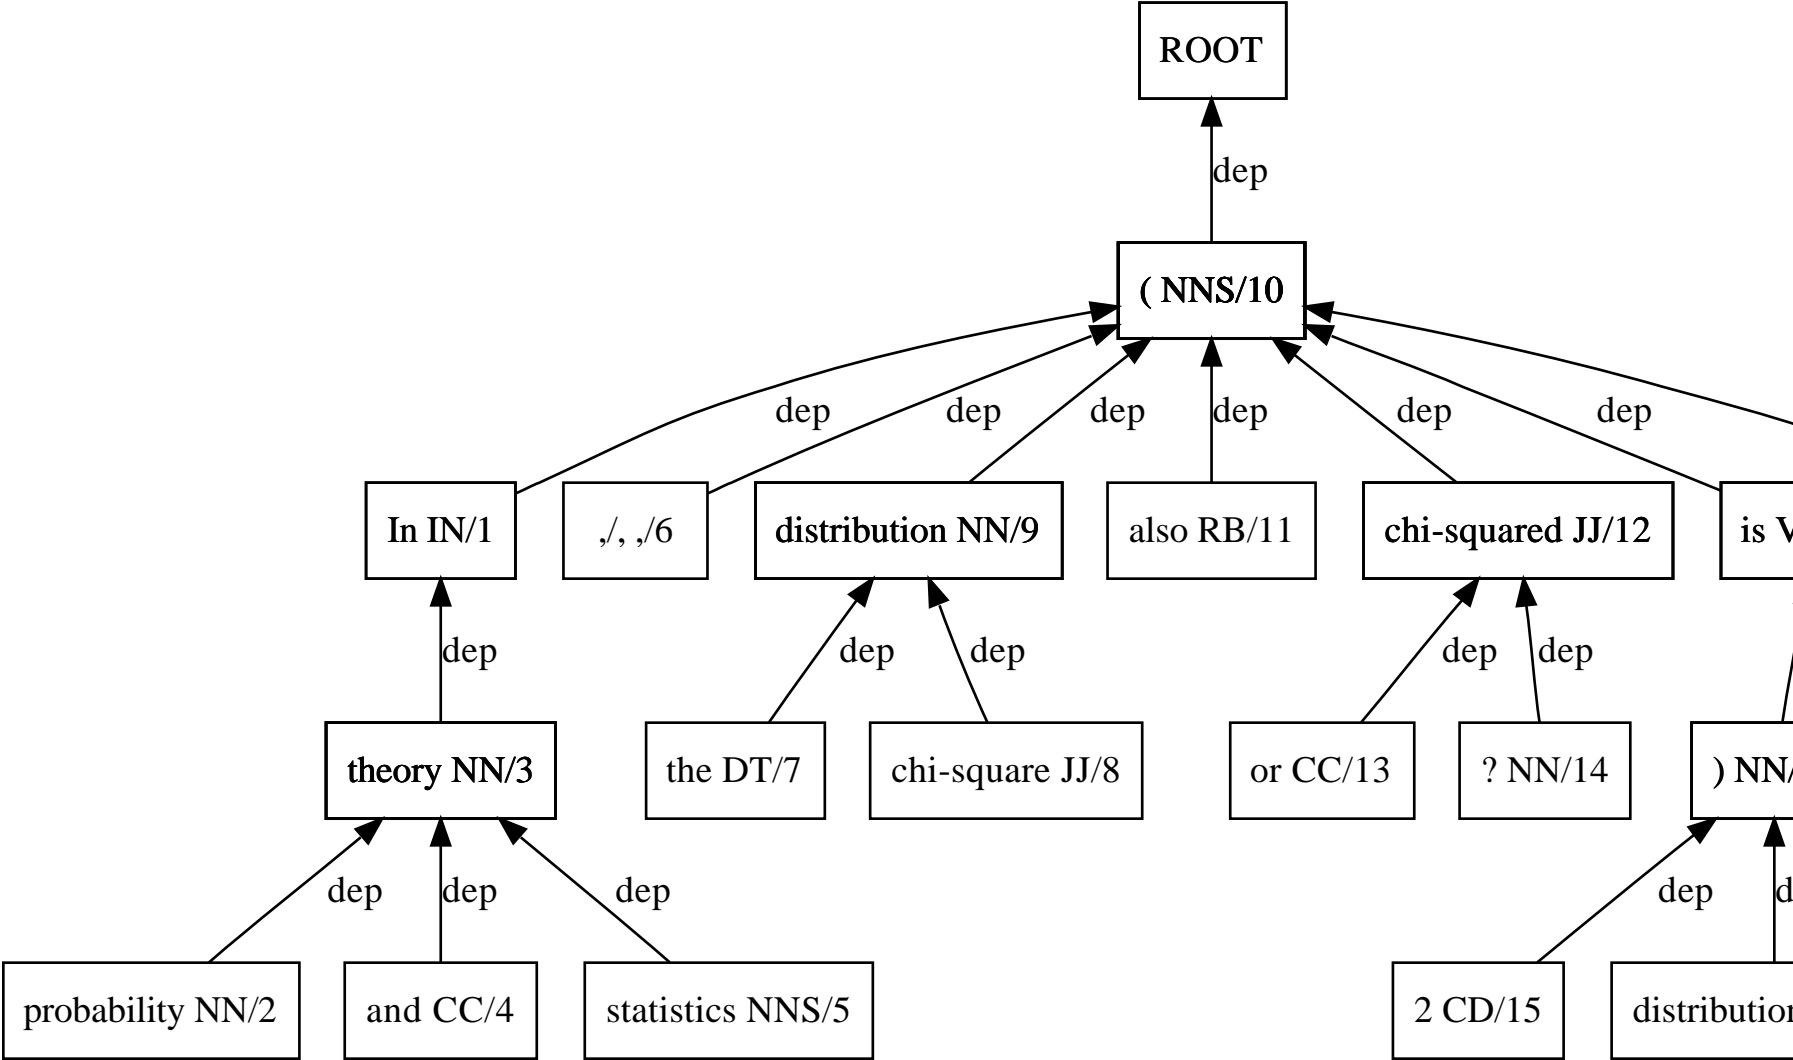 ROOT
dep
( NNS/10
dep dep dep dep dep dep
In IN/1 ,/, ,/6 distribution NN/9 also RB/11 chi-squared JJ/12 is
dep dep dep dep dep
theory NN/3 the DT/7 chi-square JJ/8 or CC/13 ? NN/14 ) NN/
dep dep dep dep
probability NN/2 and CC/4 statistics NNS/5 2 CD/15 distribution